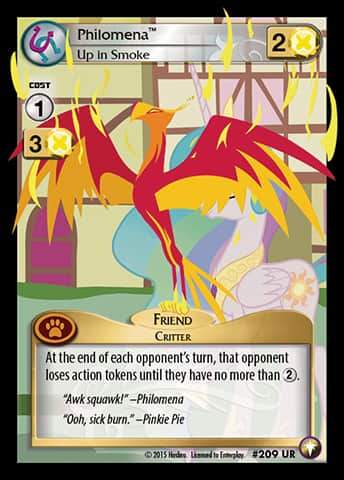 Philomena™
Up in Smoke
2
COST
1
3
FRIEND
CRITTER
At the end of each opponent's turn, that opponent
loses action tokens until they have no more than 2.
"Awk squawk!" –Philomena
"Ooh, sick burn." –Pinkie Pie
© 2015 Hasbro. Licensed to Enterplay. #209 UR